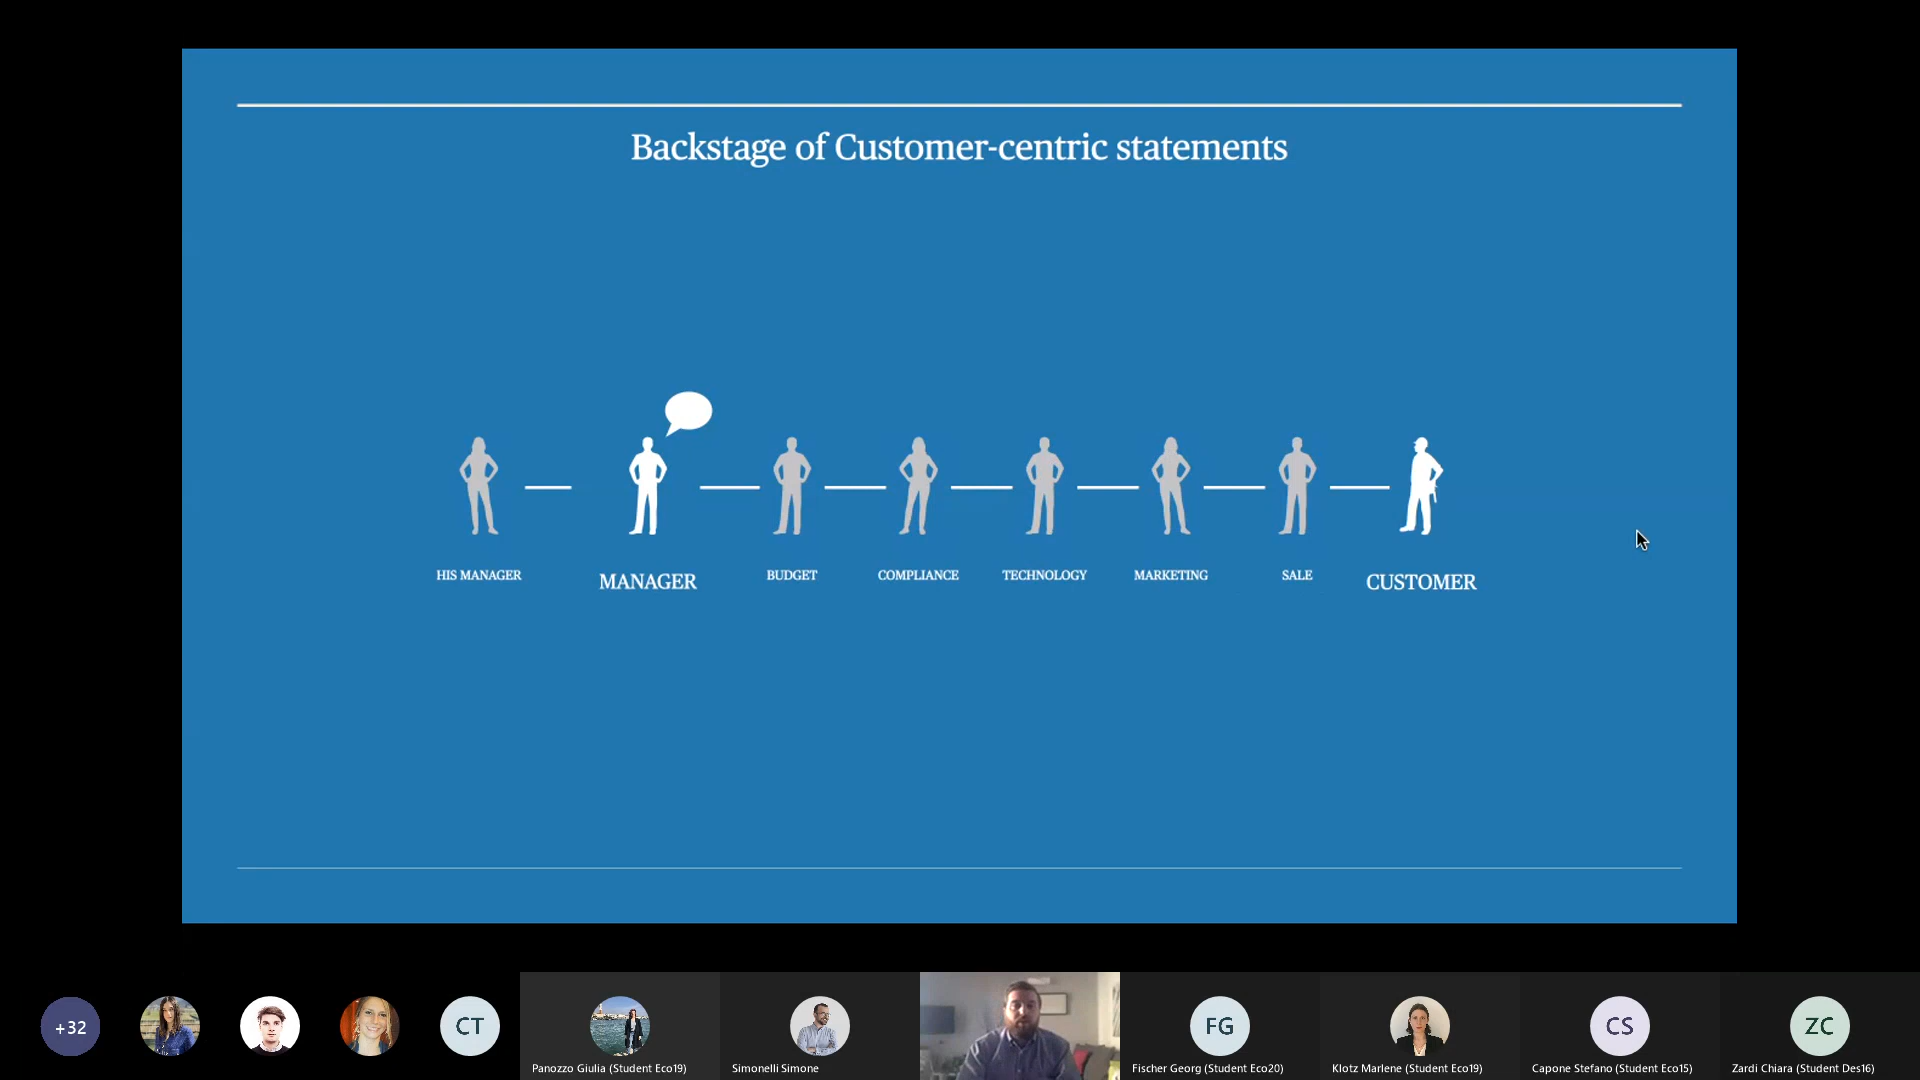 Backstage of Customer-centric statements
HIS MANAGER
MANAGER
BUDGET
COMPLIANCE
TECHNOLOGY
MARKETING
SALE
CUSTOMER
+32
CT
Panozzo Giulia (Student Eco19)
Simonelli Simone
FG
Fischer Georg (Student Eco20)
Klotz Marlene (Student Eco19)
CS
Capone Stefano (Student Eco15)
ZC
Zardi Chiara (Student Des16)